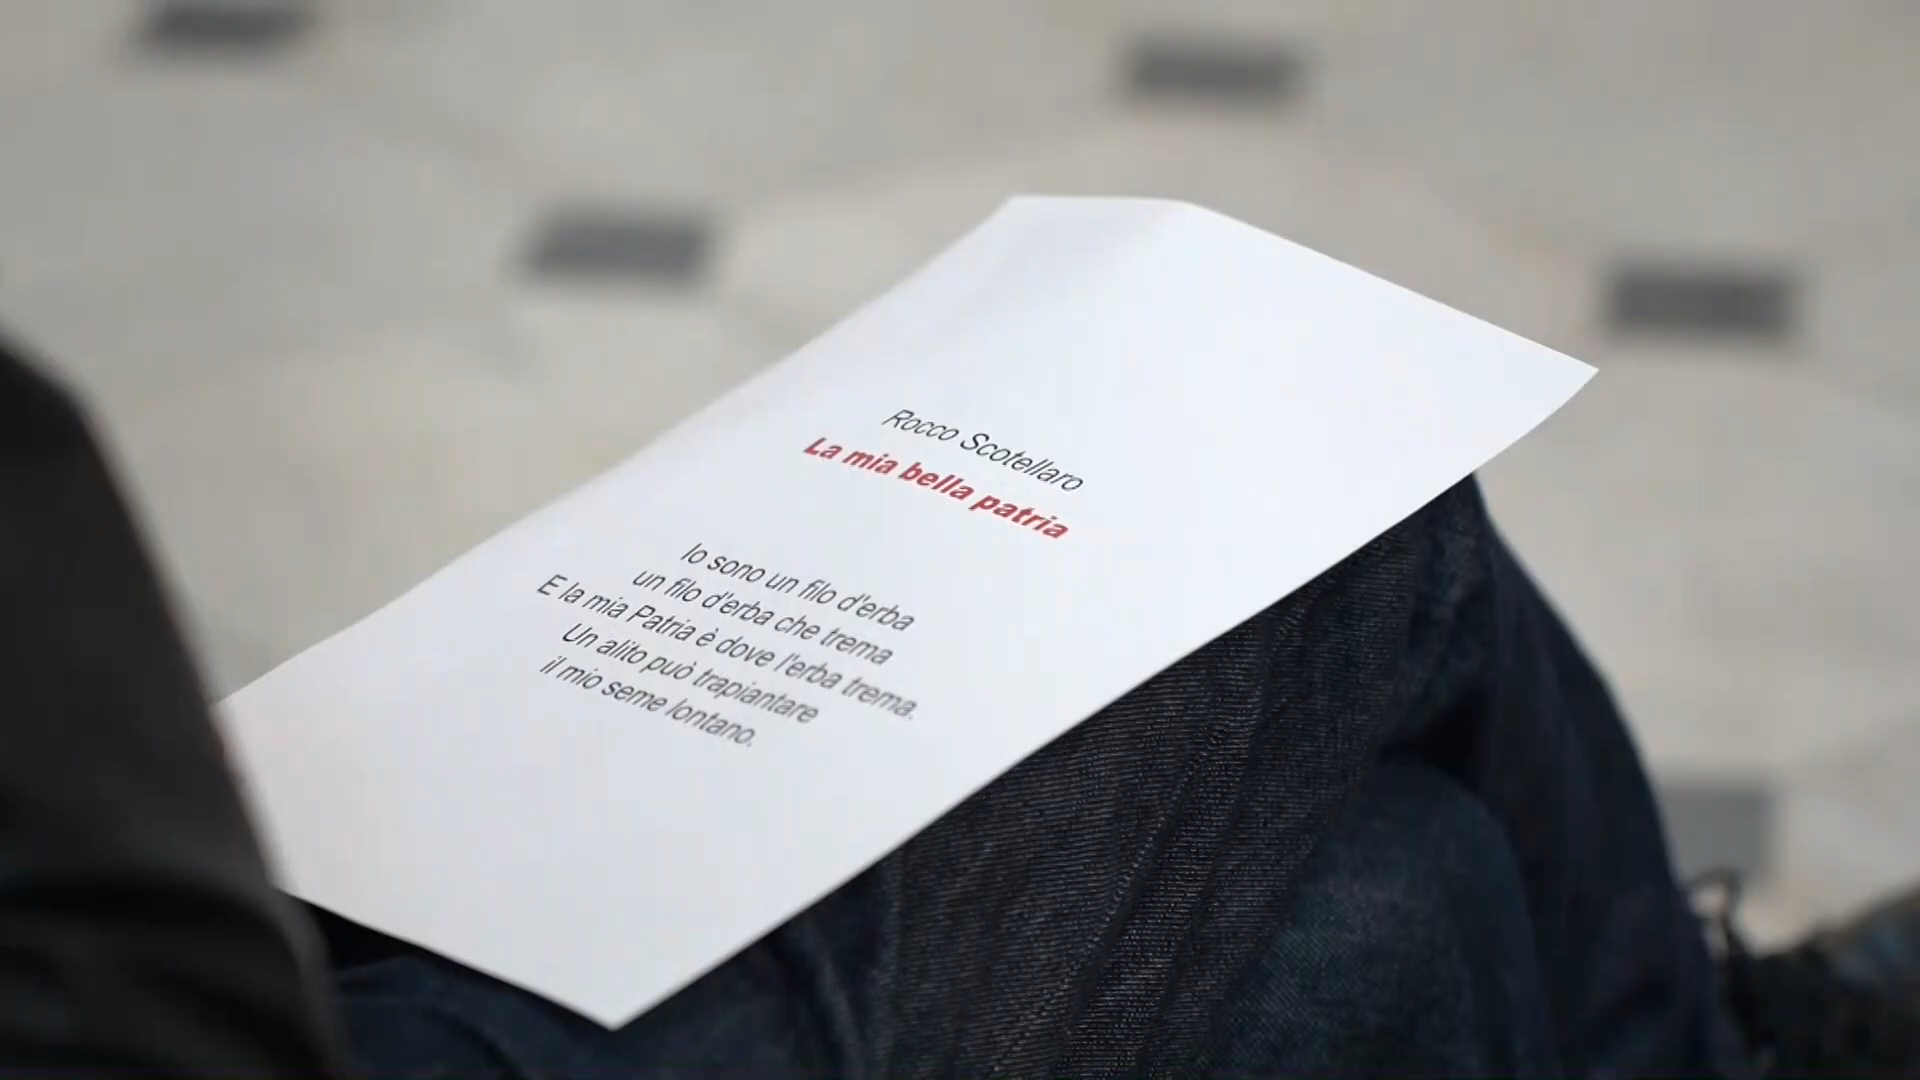 Rocco Scotellaro
La mia bella patria
Io sono un filo d'erba
un filo d'erba che trema
E la mia Patria è dove l'erba trema.
Un alito può trapiantare
il mio seme lontano.